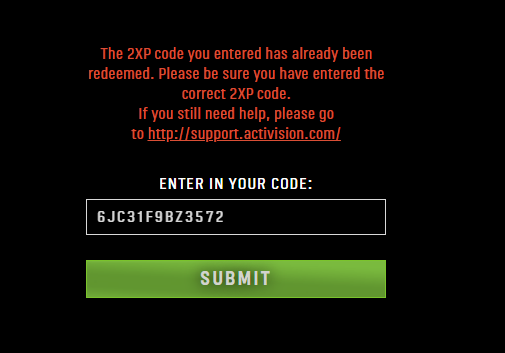 The 2XP code you entered has already been
redeemed. Please be sure you have entered the
correct 2XP code.
If you still need help, please go
to http://support.activision.com/
ENTER IN YOUR CODE:
6JC31F9BZ3572
SUBMIT